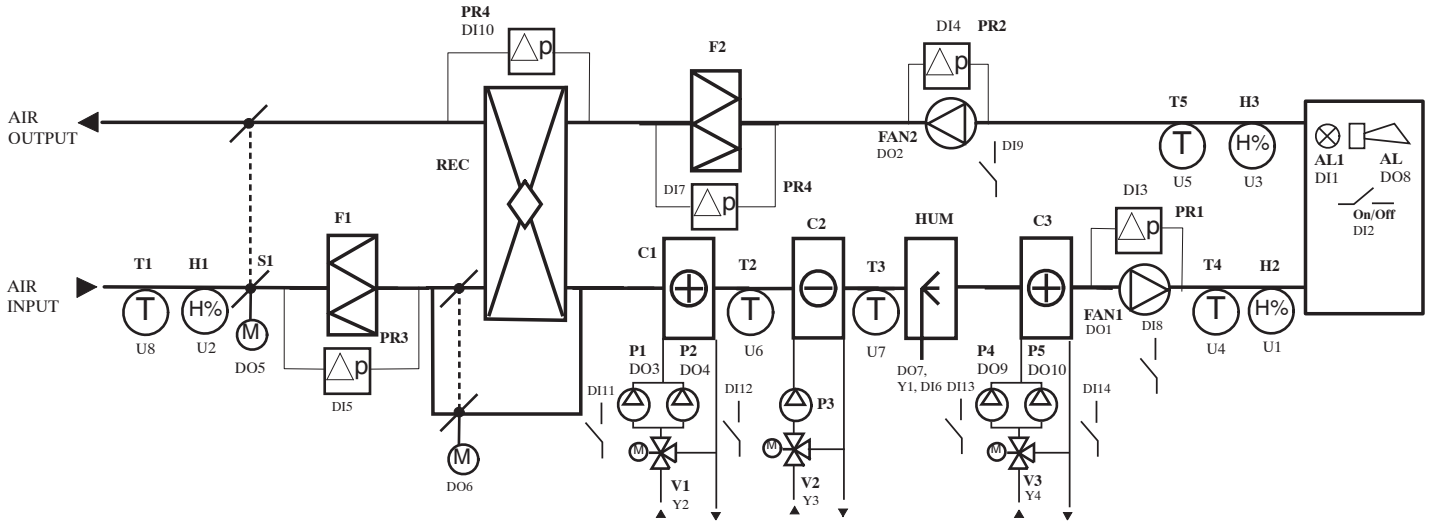 PR4
DI10
p
F2
DI4
PR2
p
AIR
OUTPUT
REC
FAN2
DO2
DI9
T5
H3
T
H%
U5
U3
AL1
DI1
AL
DO8
On/Off
DI2
DI7
p
PR4
F1
C1
C2
HUM
C3
DI3
PR1
p
AIR
INPUT
T1
H1
S1
T
H%
M
U8
U2
DO5
PR3
p
DI5
T2
T
U6
T3
T
U7
FAN1
DO1
DI8
T4
H2
T
H%
U4
U1
M
DO6
P1
DO3
P2
DO4
DI11
DI12
M
V1
Y2
P3
M
V2
Y3
DO7,
Y1, DI6
DI13
P4
DO9
P5
DO10
DI14
M
V3
Y4